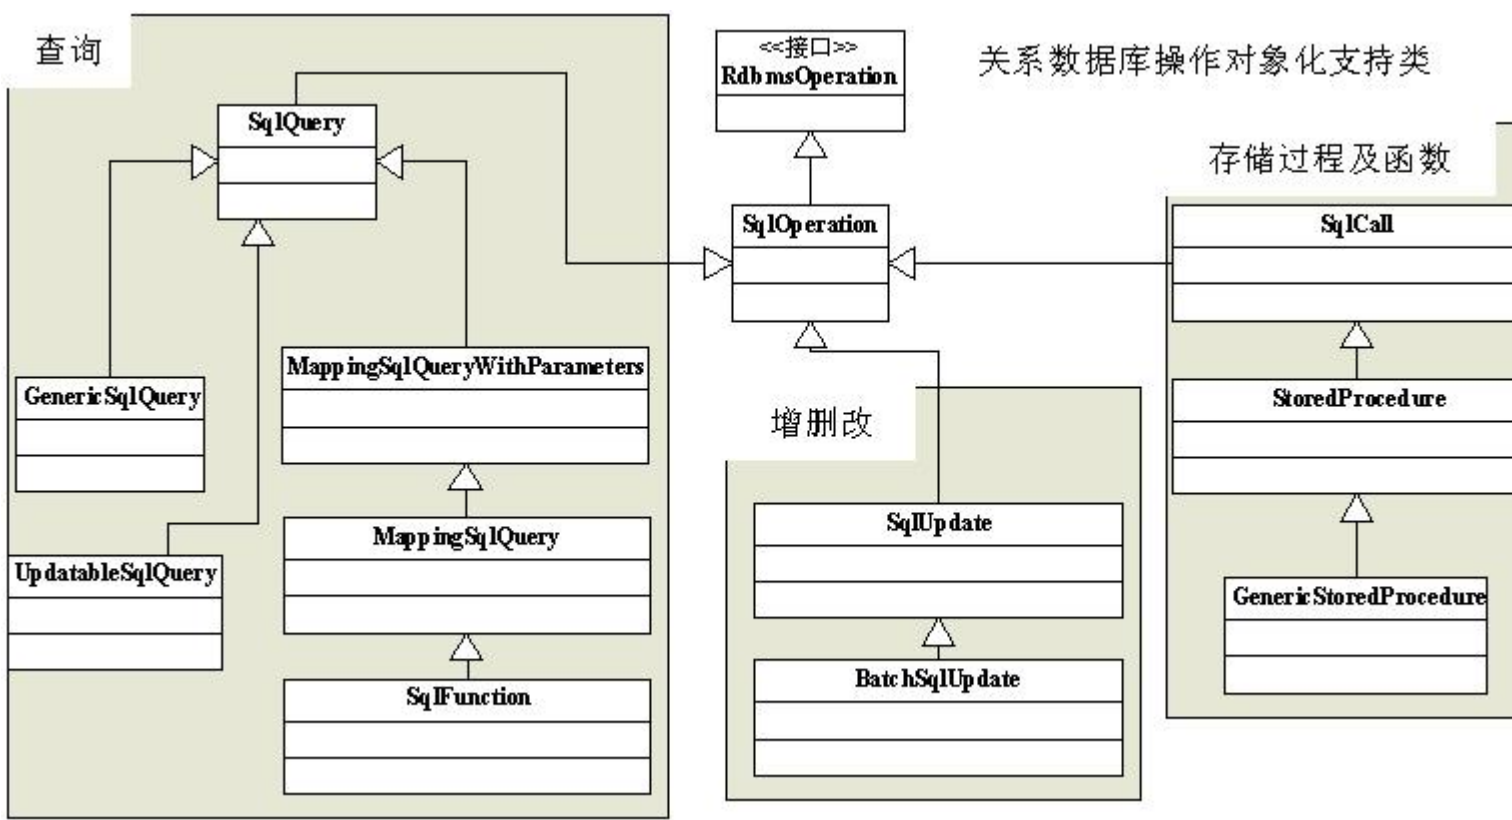 查询
<<接口>>
RdbmsOperation
关系数据库操作对象化支持类
SqlQuery
存储过程及函数
SqlOperation
SqlCall
MappingSqlQueryWithParameters
GenericSqlQuery
StoredProcedure
增删改
SqlUpdate
MappingSqlQuery
UpdatableSqlQuery
GenericStoredProcedure
BatchSqlUpdate
SqlFunction